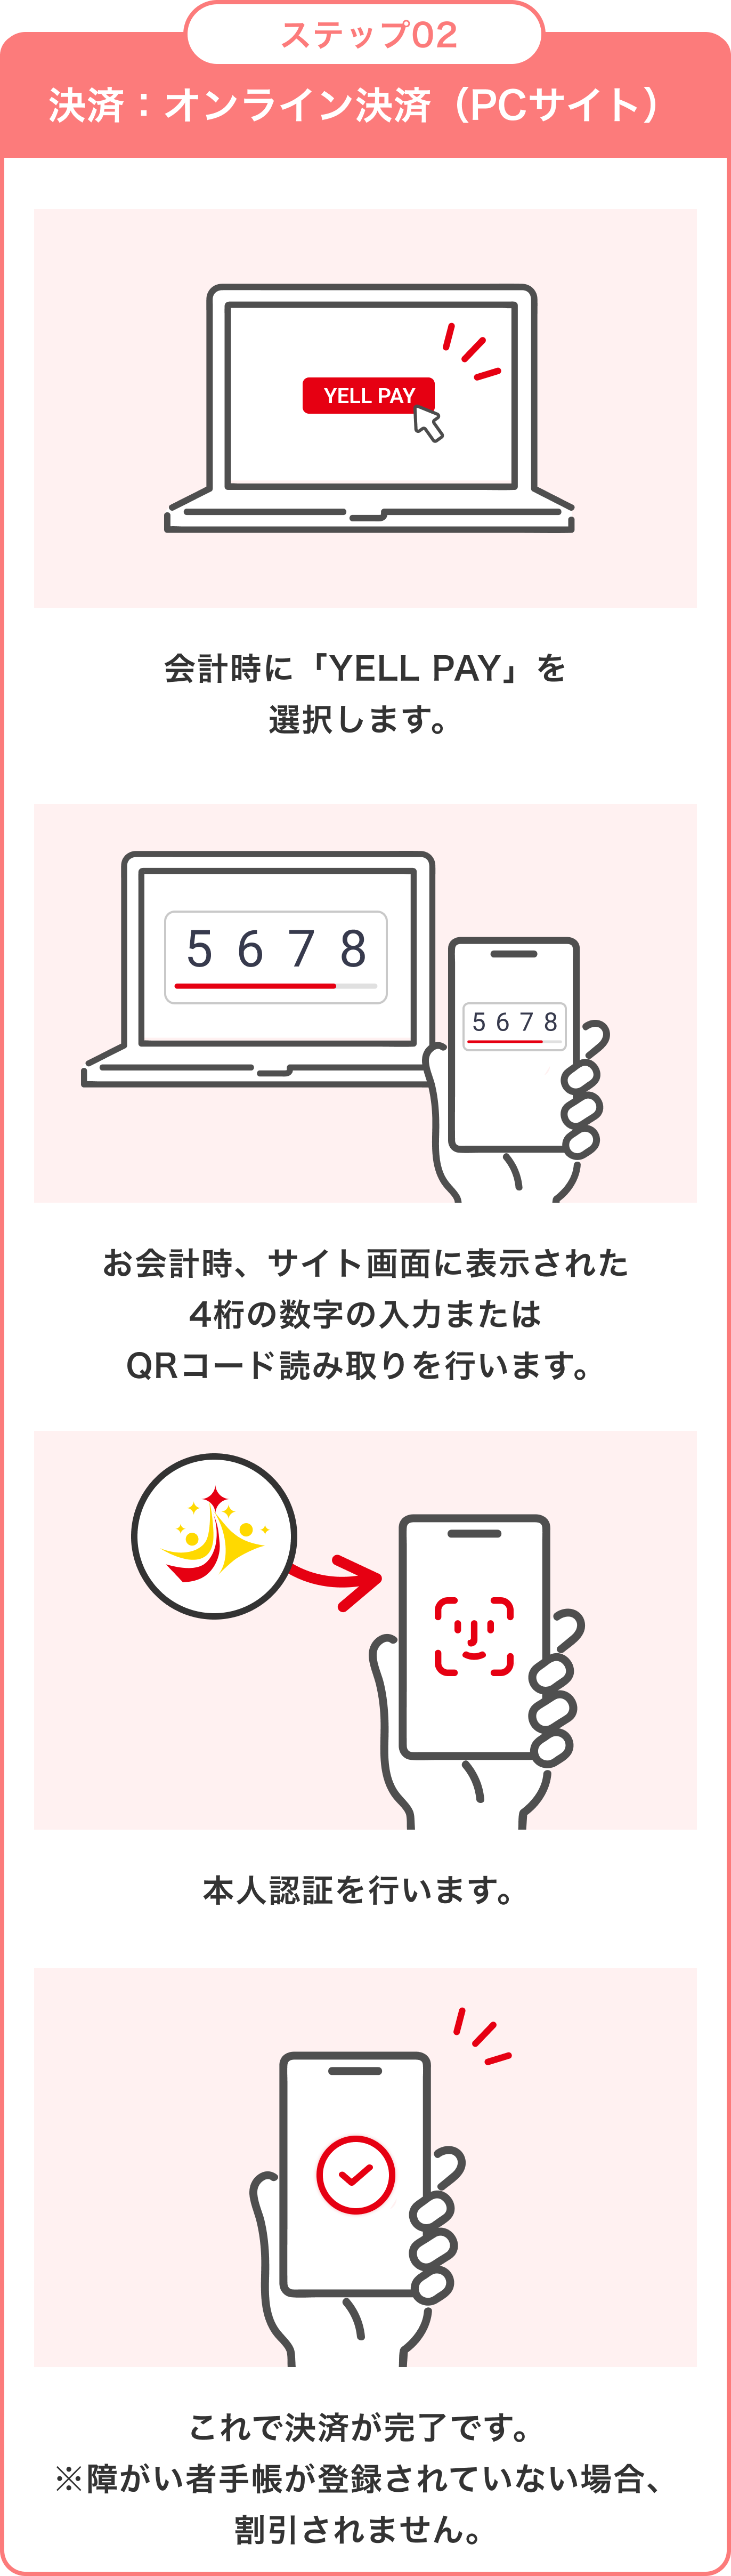 ステップ02
決済：オンライン決済（PCサイト）
YELL PAY
会計時に「YELL PAY」を
選択します。
5 6 7 8
5 6 7 8
お会計時、サイト画面に表示された
4桁の数字の入力または
QRコード読み取りを行います。
本人認証を行います。
これで決済が完了です。
※障がい者手帳が登録されていない場合、
割引されません。